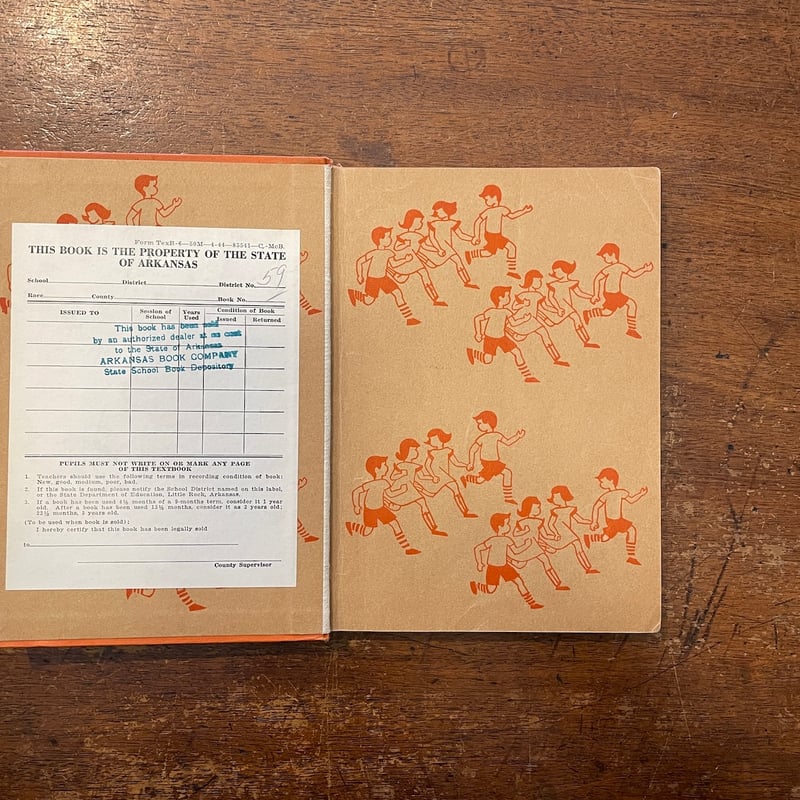 Form TexB-6—50M—4-44—85541—C.-McB.
THIS BOOK IS THE PROPERTY OF THE STATE
OF ARKANSAS
School District District No. 59
Race County Book No.
ISSUED TO Session of School Years Used Condition of Book
Issued Returned
This book has been sold
by an authorized dealer at no cost
to the State of Arkansas
ARKANSAS BOOK COMPANY
State School Book Depository
PUPILS MUST NOT WRITE ON OR MARK ANY PAGE
OF THIS TEXTBOOK
1. Teachers should use the following terms in recording condition of book:
New, good, medium, poor, bad.
2. If this book is found, please notify the School District named on this label,
or the State Department of Education, Little Rock, Arkansas.
3. If a book has been used 4½ months of a 9-months term, consider it 1 year
old. After a book has been used 13½ months, consider it as 2 years old;
22½ months, 3 years old.
(To be used when book is sold):
I hereby certify that this book has been legally sold
to
County Supervisor